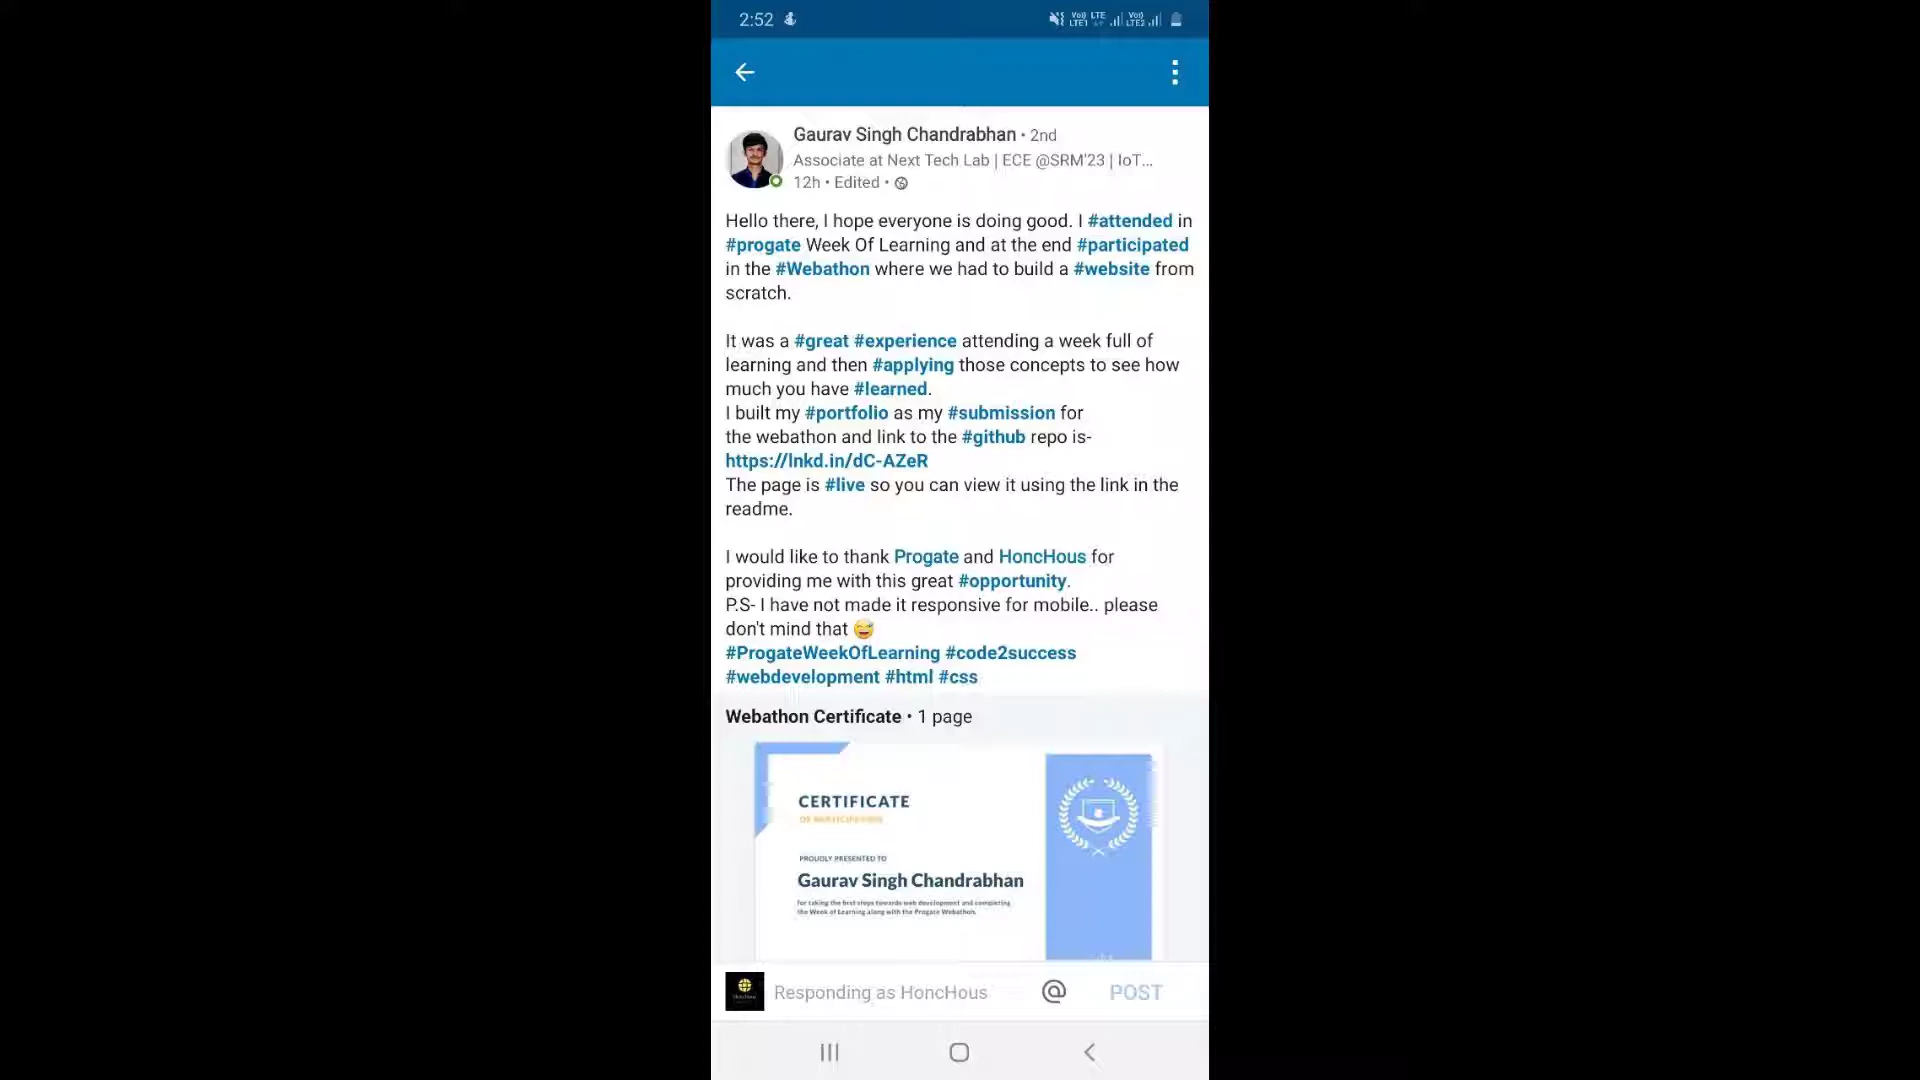 2:52
Vo)) LTE
LTE1
Vo))
LTE2
Gaurav Singh Chandrabhan • 2nd
Associate at Next Tech Lab | ECE @SRM'23 | IoT...
12h • Edited •
Hello there, I hope everyone is doing good. I #attended in
#progate Week Of Learning and at the end #participated
in the #Webathon where we had to build a #website from
scratch.
It was a #great #experience attending a week full of
learning and then #applying those concepts to see how
much you have #learned.
I built my #portfolio as my #submission for
the webathon and link to the #github repo is-
https://lnkd.in/dC-AZeR
The page is #live so you can view it using the link in the
readme.
I would like to thank Progate and HoncHous for
providing me with this great #opportunity.
P.S- I have not made it responsive for mobile.. please
don't mind that 😅
#ProgateWeekOfLearning #code2success
#webdevelopment #html #css
Webathon Certificate • 1 page
CERTIFICATE
OF PARTICIPATION
PROUDLY PRESENTED TO
Gaurav Singh Chandrabhan
for taking the first steps towards web development and completing
the Week of Learning along with the Progate Webathon.
HoncHous
Responding as HoncHous
@
POST